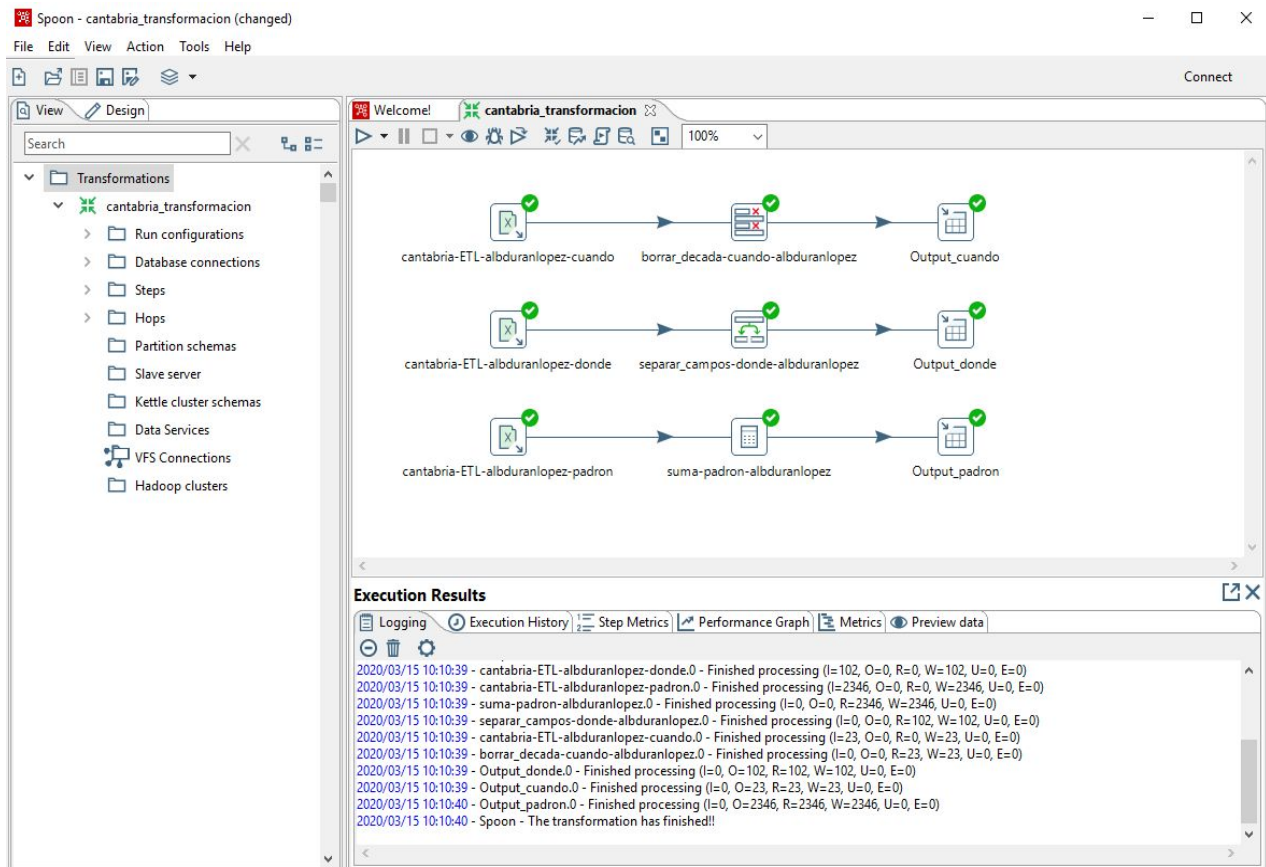 Spoon - cantabria_transformacion (changed)
File Edit View Action Tools Help
Connect
View Design
Search
Transformations
cantabria_transformacion
Run configurations
Database connections
Steps
Hops
Partition schemas
Slave server
Kettle cluster schemas
Data Services
VFS Connections
Hadoop clusters
Welcome! cantabria_transformacion
100%
cantabria-ETL-albduranlopez-cuando borrar_decada-cuando-albduranlopez Output_cuando
cantabria-ETL-albduranlopez-donde separar_campos-donde-albduranlopez Output_donde
cantabria-ETL-albduranlopez-padron suma-padron-albduranlopez Output_padron
Execution Results
Logging Execution History Step Metrics Performance Graph Metrics Preview data
2020/03/15 10:10:39 - cantabria-ETL-albduranlopez-donde.0 - Finished processing (I=102, O=0, R=0, W=102, U=0, E=0)
2020/03/15 10:10:39 - cantabria-ETL-albduranlopez-padron.0 - Finished processing (I=2346, O=0, R=0, W=2346, U=0, E=0)
2020/03/15 10:10:39 - suma-padron-albduranlopez.0 - Finished processing (I=0, O=0, R=2346, W=2346, U=0, E=0)
2020/03/15 10:10:39 - separar_campos-donde-albduranlopez.0 - Finished processing (I=0, O=0, R=102, W=102, U=0, E=0)
2020/03/15 10:10:39 - cantabria-ETL-albduranlopez-cuando.0 - Finished processing (I=23, O=0, R=0, W=23, U=0, E=0)
2020/03/15 10:10:39 - borrar_decada-cuando-albduranlopez.0 - Finished processing (I=0, O=0, R=23, W=23, U=0, E=0)
2020/03/15 10:10:39 - Output_donde.0 - Finished processing (I=0, O=102, R=102, W=102, U=0, E=0)
2020/03/15 10:10:39 - Output_cuando.0 - Finished processing (I=0, O=23, R=23, W=23, U=0, E=0)
2020/03/15 10:10:40 - Output_padron.0 - Finished processing (I=0, O=2346, R=2346, W=2346, U=0, E=0)
2020/03/15 10:10:40 - Spoon - The transformation has finished!!